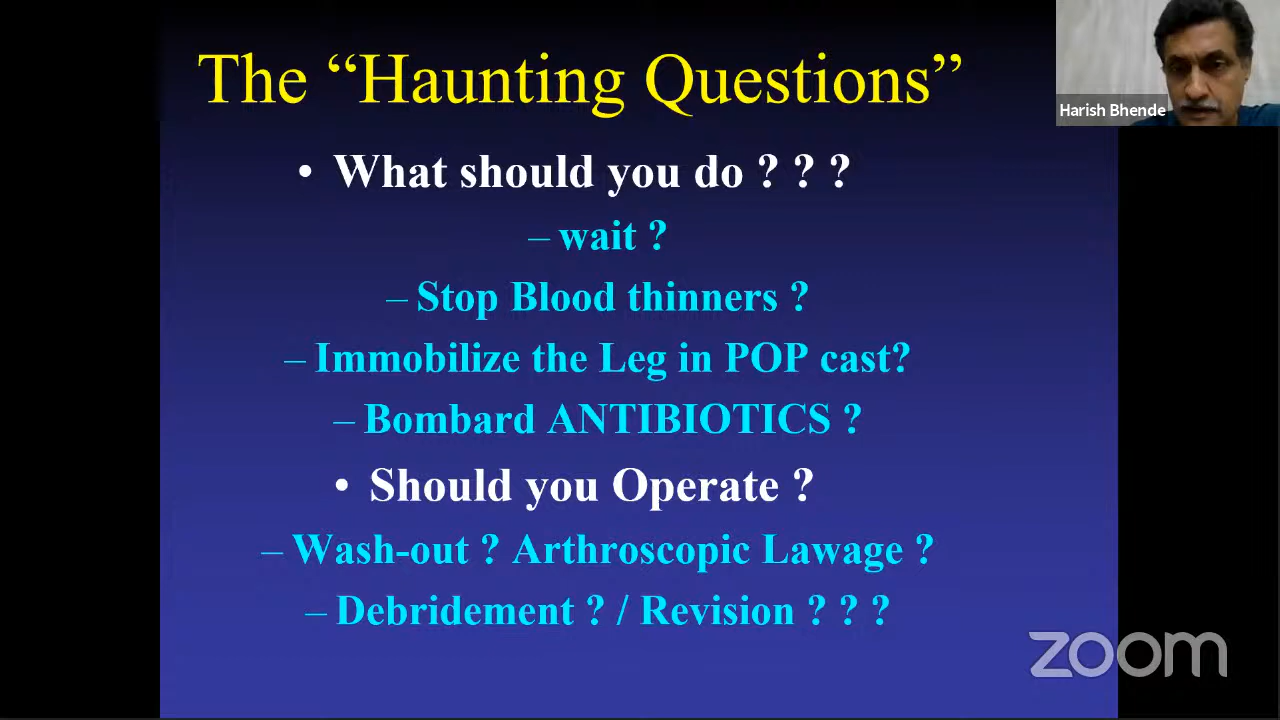 The “Haunting Questions”
Harish Bhende
• What should you do ? ? ?
– wait ?
– Stop Blood thinners ?
– Immobilize the Leg in POP cast?
– Bombard ANTIBIOTICS ?
• Should you Operate ?
– Wash-out ? Arthroscopic Lawage ?
– Debridement ? / Revision ? ? ?
zoom